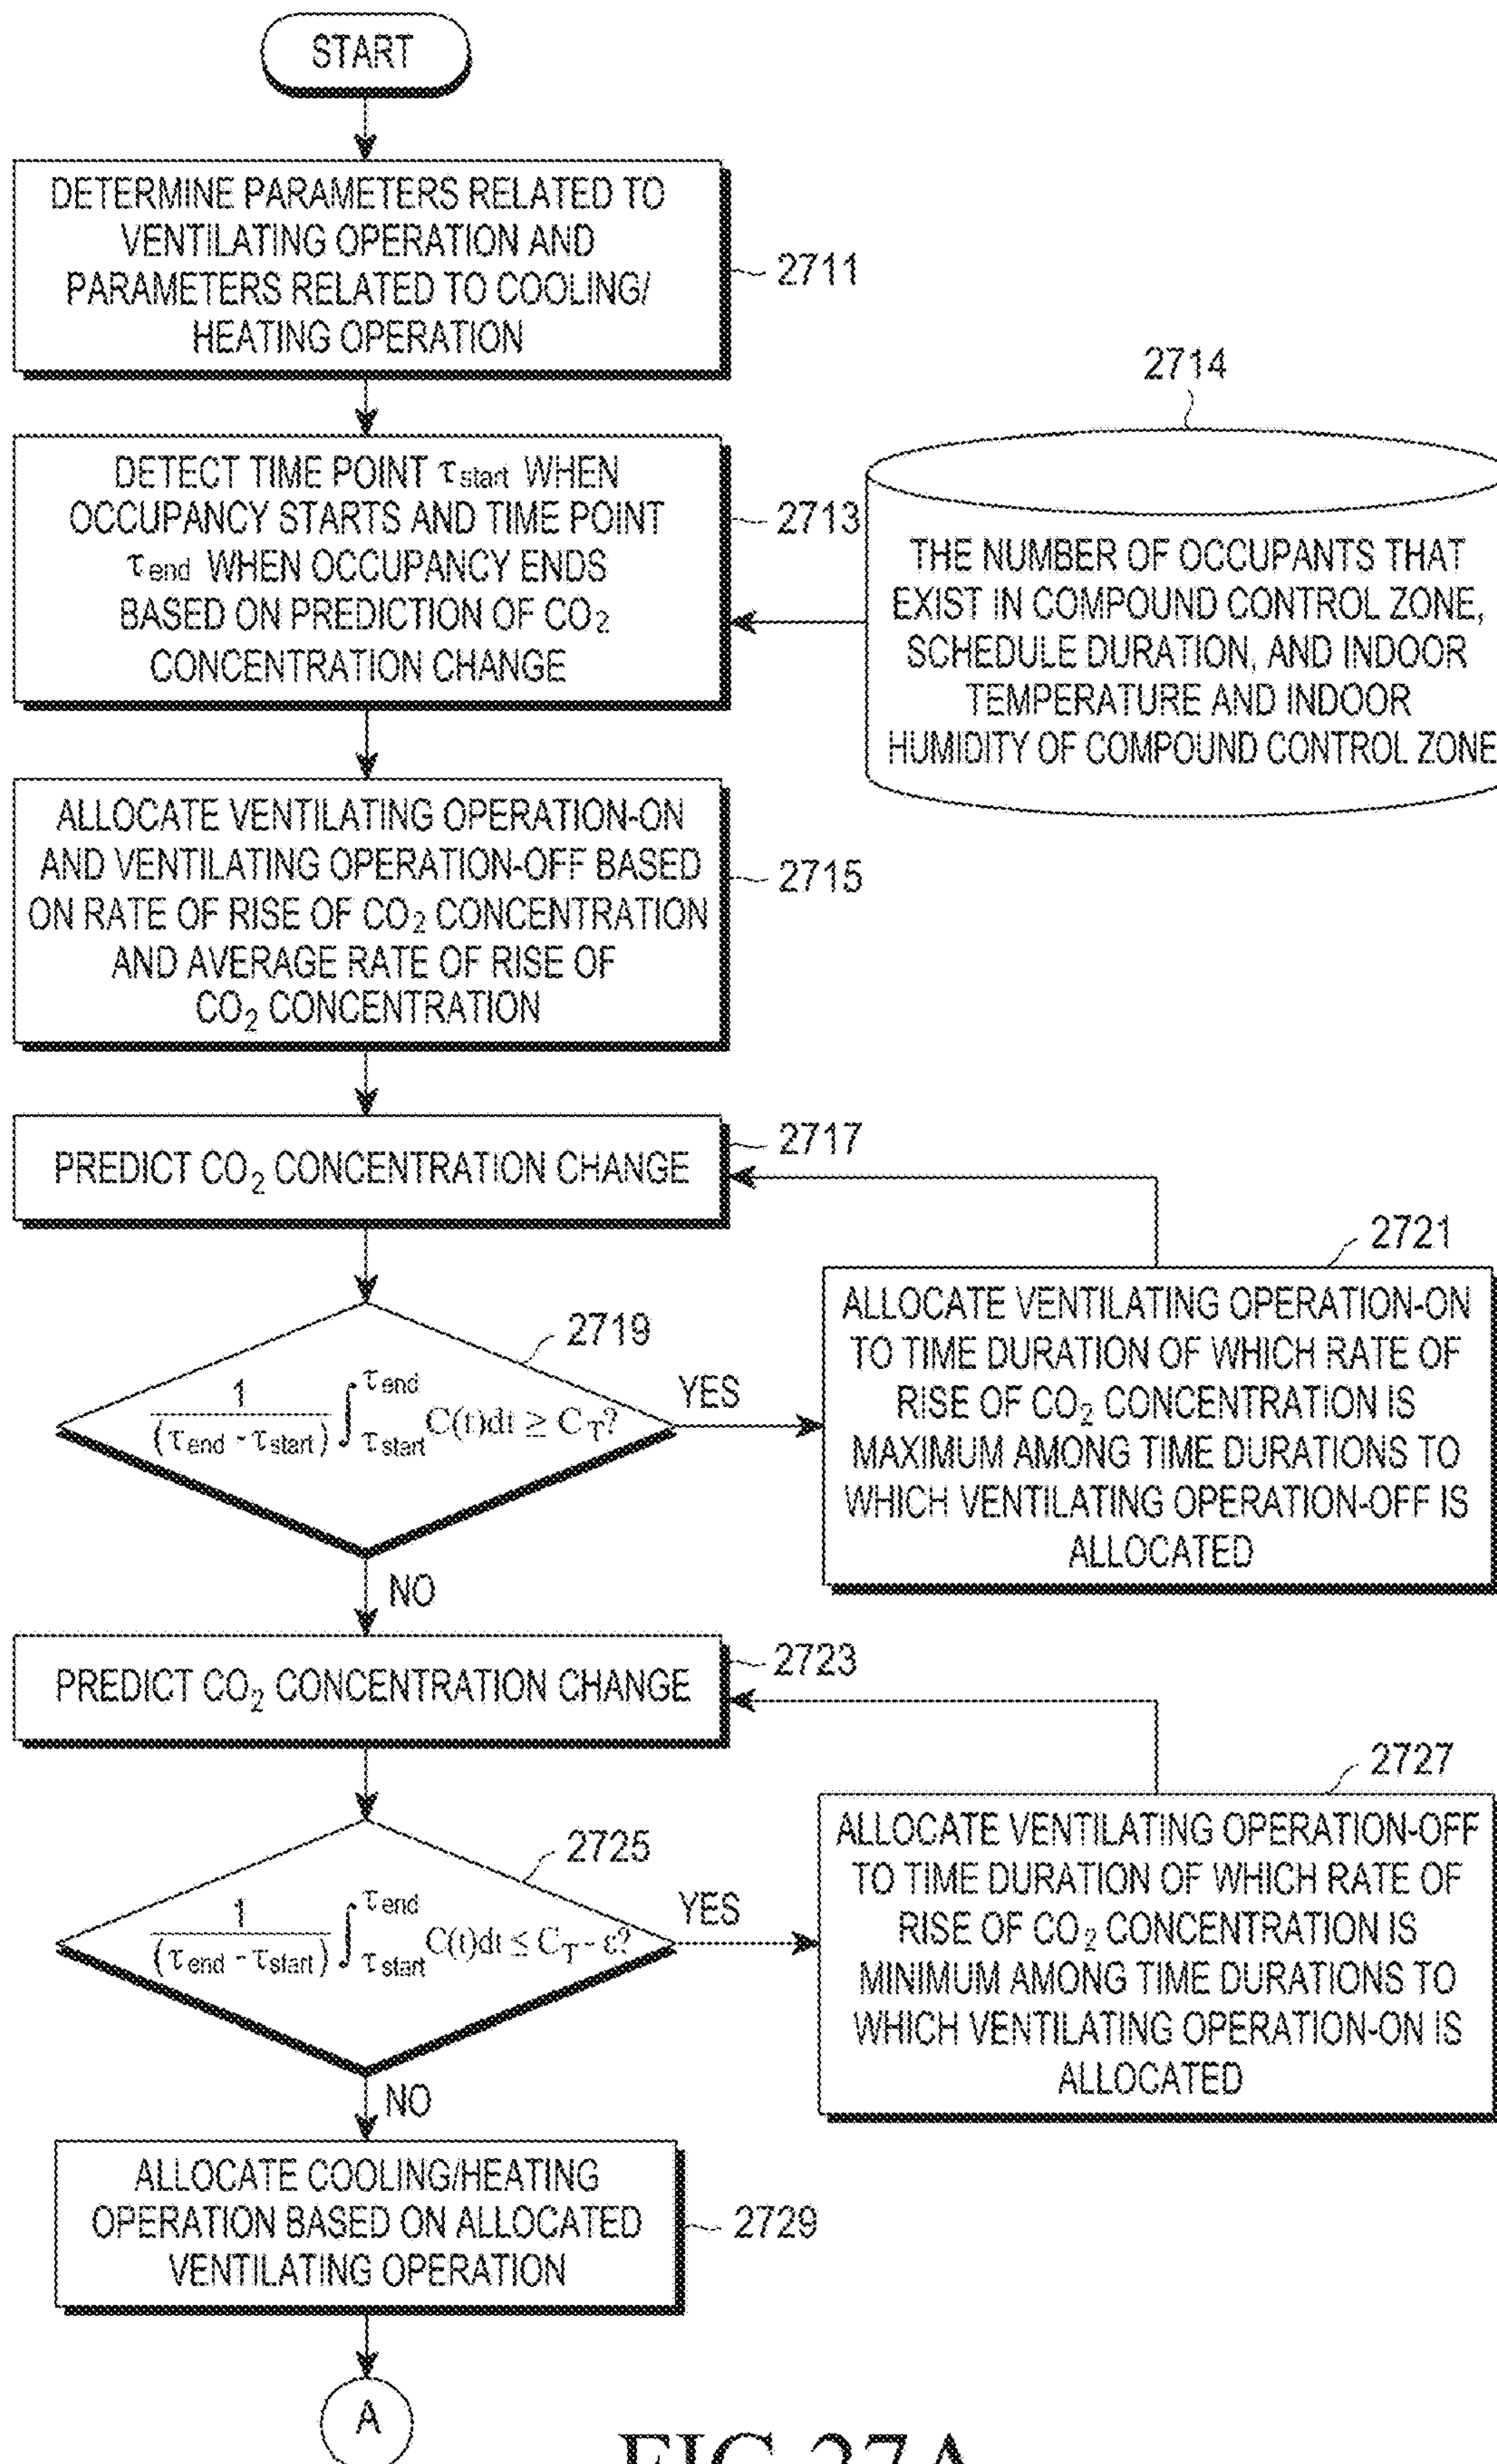 START
DETERMINE PARAMETERS RELATED TO
VENTILATING OPERATION AND
PARAMETERS RELATED TO COOLING/
HEATING OPERATION
2711
2714
DETECT TIME POINT τstart WHEN
OCCUPANCY STARTS AND TIME POINT
τend WHEN OCCUPANCY ENDS
BASED ON PREDICTION OF CO₂
CONCENTRATION CHANGE
2713
THE NUMBER OF OCCUPANTS THAT
EXIST IN COMPOUND CONTROL ZONE,
SCHEDULE DURATION, AND INDOOR
TEMPERATURE AND INDOOR
HUMIDITY OF COMPOUND CONTROL ZONE
ALLOCATE VENTILATING OPERATION-ON
AND VENTILATING OPERATION-OFF BASED
ON RATE OF RISE OF CO₂ CONCENTRATION
AND AVERAGE RATE OF RISE OF
CO₂ CONCENTRATION
2715
PREDICT CO₂ CONCENTRATION CHANGE
2717
2719
1/(τend - τstart) ∫τstart^τend C(t)dt ≥ C_T?
YES
NO
2721
ALLOCATE VENTILATING OPERATION-ON
TO TIME DURATION OF WHICH RATE OF
RISE OF CO₂ CONCENTRATION IS
MAXIMUM AMONG TIME DURATIONS TO
WHICH VENTILATING OPERATION-OFF IS
ALLOCATED
PREDICT CO₂ CONCENTRATION CHANGE
2723
2725
1/(τend - τstart) ∫τstart^τend C(t)dt ≤ C_T - ε?
YES
NO
2727
ALLOCATE VENTILATING OPERATION-OFF
TO TIME DURATION OF WHICH RATE OF
RISE OF CO₂ CONCENTRATION IS
MINIMUM AMONG TIME DURATIONS TO
WHICH VENTILATING OPERATION-ON IS
ALLOCATED
ALLOCATE COOLING/HEATING
OPERATION BASED ON ALLOCATED
VENTILATING OPERATION
2729
A
FIG.27A